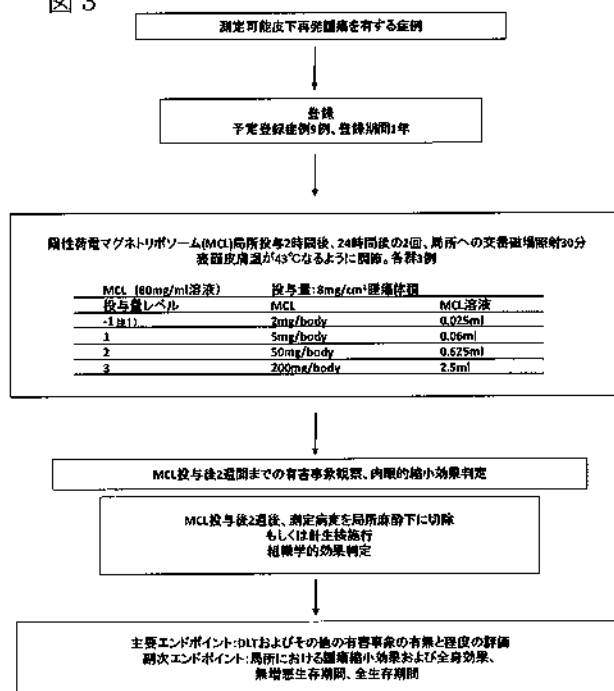 図3
測定可能皮下再発腫瘍を有する症例
登録
予定登録症例9例、登録期間1年
陽性荷電マグネトリポソーム(MCL)局所投与2時間後、24時間後の2回、局所への交番磁場照射30分
表面皮膚温が43℃なるように調節。各群3例
MCL (80mg/ml溶液) 投与量:8mg/cm³腫瘍体積
投与量レベル MCL MCL溶液
-1注1) 2mg/body 0.025ml
1 5mg/body 0.06ml
2 50mg/body 0.625ml
3 200mg/body 2.5ml
MCL投与後2週間までの有害事象観察、肉眼的縮小効果判定
MCL投与後2週後、測定病変を局所麻酔下に切除
もしくは針生検施行
組織学的効果判定
主要エンドポイント:DLTおよびその他の有害事象の有無と程度の評価
副次エンドポイント:局所における腫瘍縮小効果および全身効果、
無増悪生存期間、全生存期間